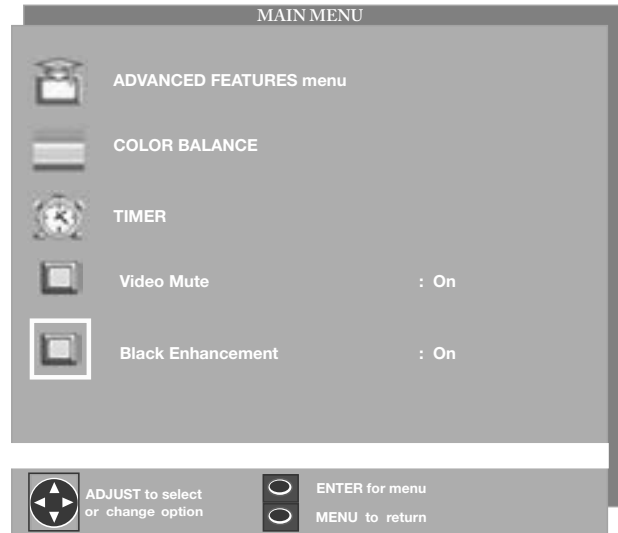 MAIN MENU
ADVANCED FEATURES menu
COLOR BALANCE
TIMER
Video Mute : On
Black Enhancement : On
ADJUST to select
or change option
ENTER for menu
MENU to return